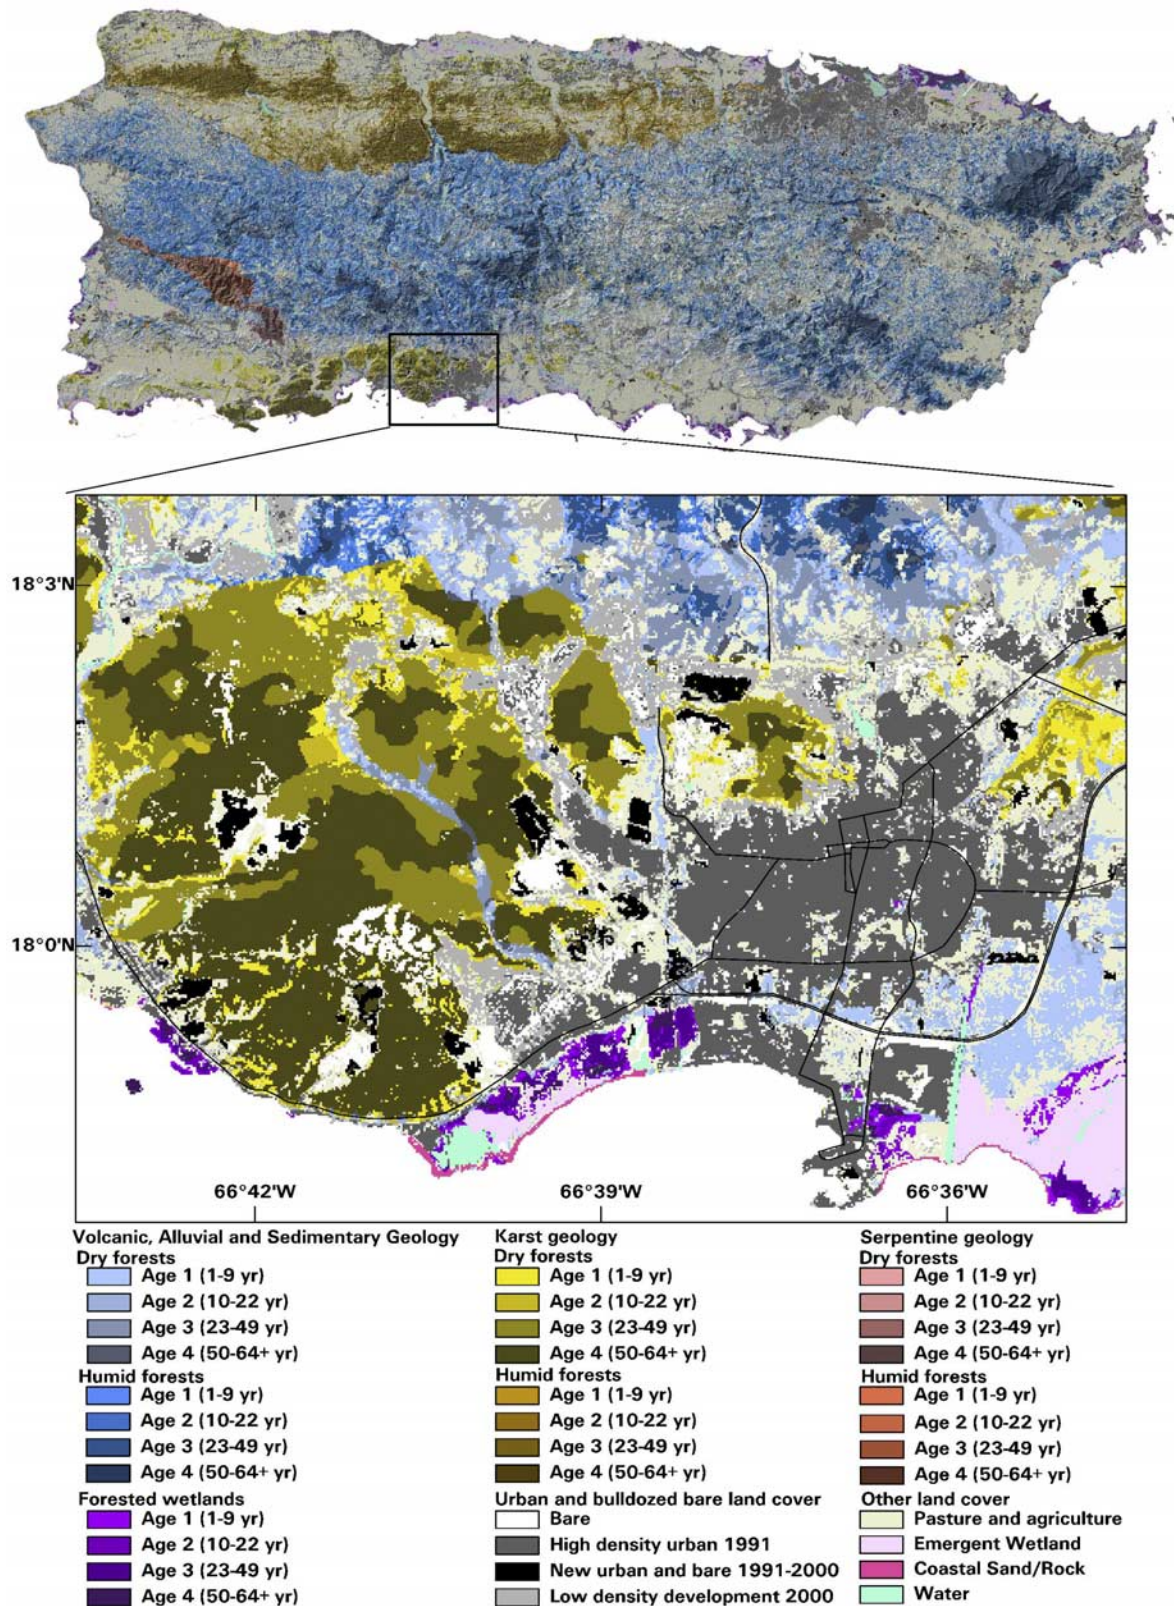 18°3'N
18°0'N
66°42'W 66°39'W 66°36'W
Volcanic, Alluvial and Sedimentary Geology
Dry forests
Age 1 (1-9 yr)
Age 2 (10-22 yr)
Age 3 (23-49 yr)
Age 4 (50-64+ yr)
Humid forests
Age 1 (1-9 yr)
Age 2 (10-22 yr)
Age 3 (23-49 yr)
Age 4 (50-64+ yr)
Forested wetlands
Age 1 (1-9 yr)
Age 2 (10-22 yr)
Age 3 (23-49 yr)
Age 4 (50-64+ yr)
Karst geology
Dry forests
Age 1 (1-9 yr)
Age 2 (10-22 yr)
Age 3 (23-49 yr)
Age 4 (50-64+ yr)
Humid forests
Age 1 (1-9 yr)
Age 2 (10-22 yr)
Age 3 (23-49 yr)
Age 4 (50-64+ yr)
Urban and bulldozed bare land cover
Bare
High density urban 1991
New urban and bare 1991-2000
Low density development 2000
Serpentine geology
Dry forests
Age 1 (1-9 yr)
Age 2 (10-22 yr)
Age 3 (23-49 yr)
Age 4 (50-64+ yr)
Humid forests
Age 1 (1-9 yr)
Age 2 (10-22 yr)
Age 3 (23-49 yr)
Age 4 (50-64+ yr)
Other land cover
Pasture and agriculture
Emergent Wetland
Coastal Sand/Rock
Water